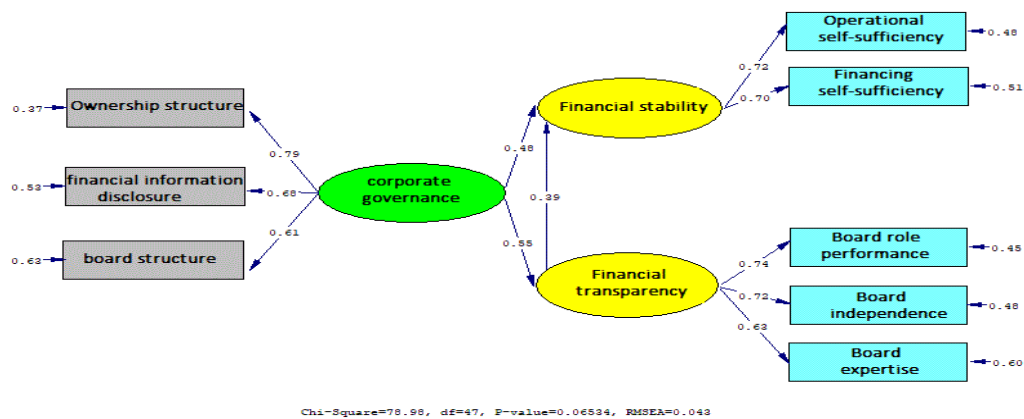 Operational
self-sufficiency
0.48
0.72
Financing
self-sufficiency
0.51
0.70
Financial stability
0.37
Ownership structure
0.79
0.48
0.53
financial information
disclosure
0.68
corporate
governance
0.39
0.61
0.55
0.63
board structure
Financial
transparency
Board role
performance
0.45
0.74
Board
independence
0.48
0.72
0.63
Board
expertise
0.60
Chi-Square=78.98, df=47, P-value=0.06534, RMSEA=0.043